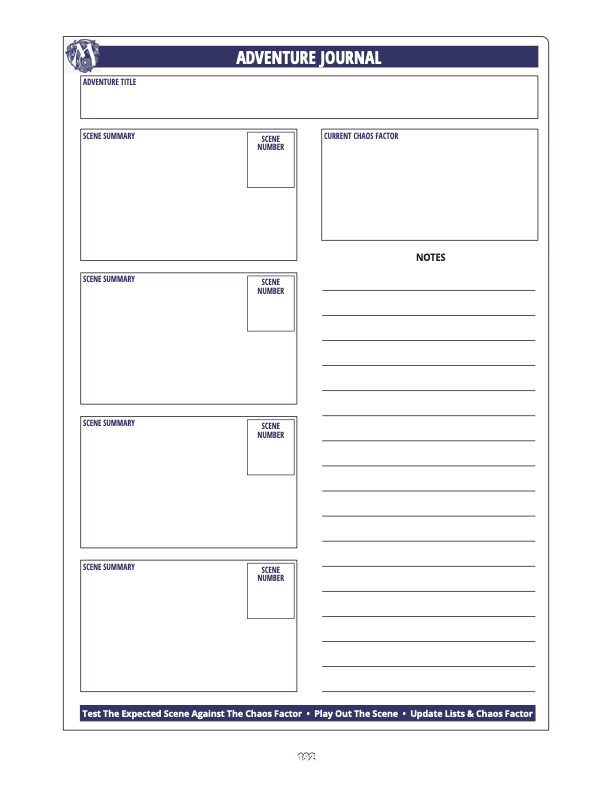 ADVENTURE JOURNAL
ADVENTURE TITLE
SCENE SUMMARY
SCENE
NUMBER
SCENE SUMMARY
SCENE
NUMBER
SCENE SUMMARY
SCENE
NUMBER
SCENE SUMMARY
SCENE
NUMBER
CURRENT CHAOS FACTOR
NOTES
Test The Expected Scene Against The Chaos Factor • Play Out The Scene • Update Lists & Chaos Factor
192